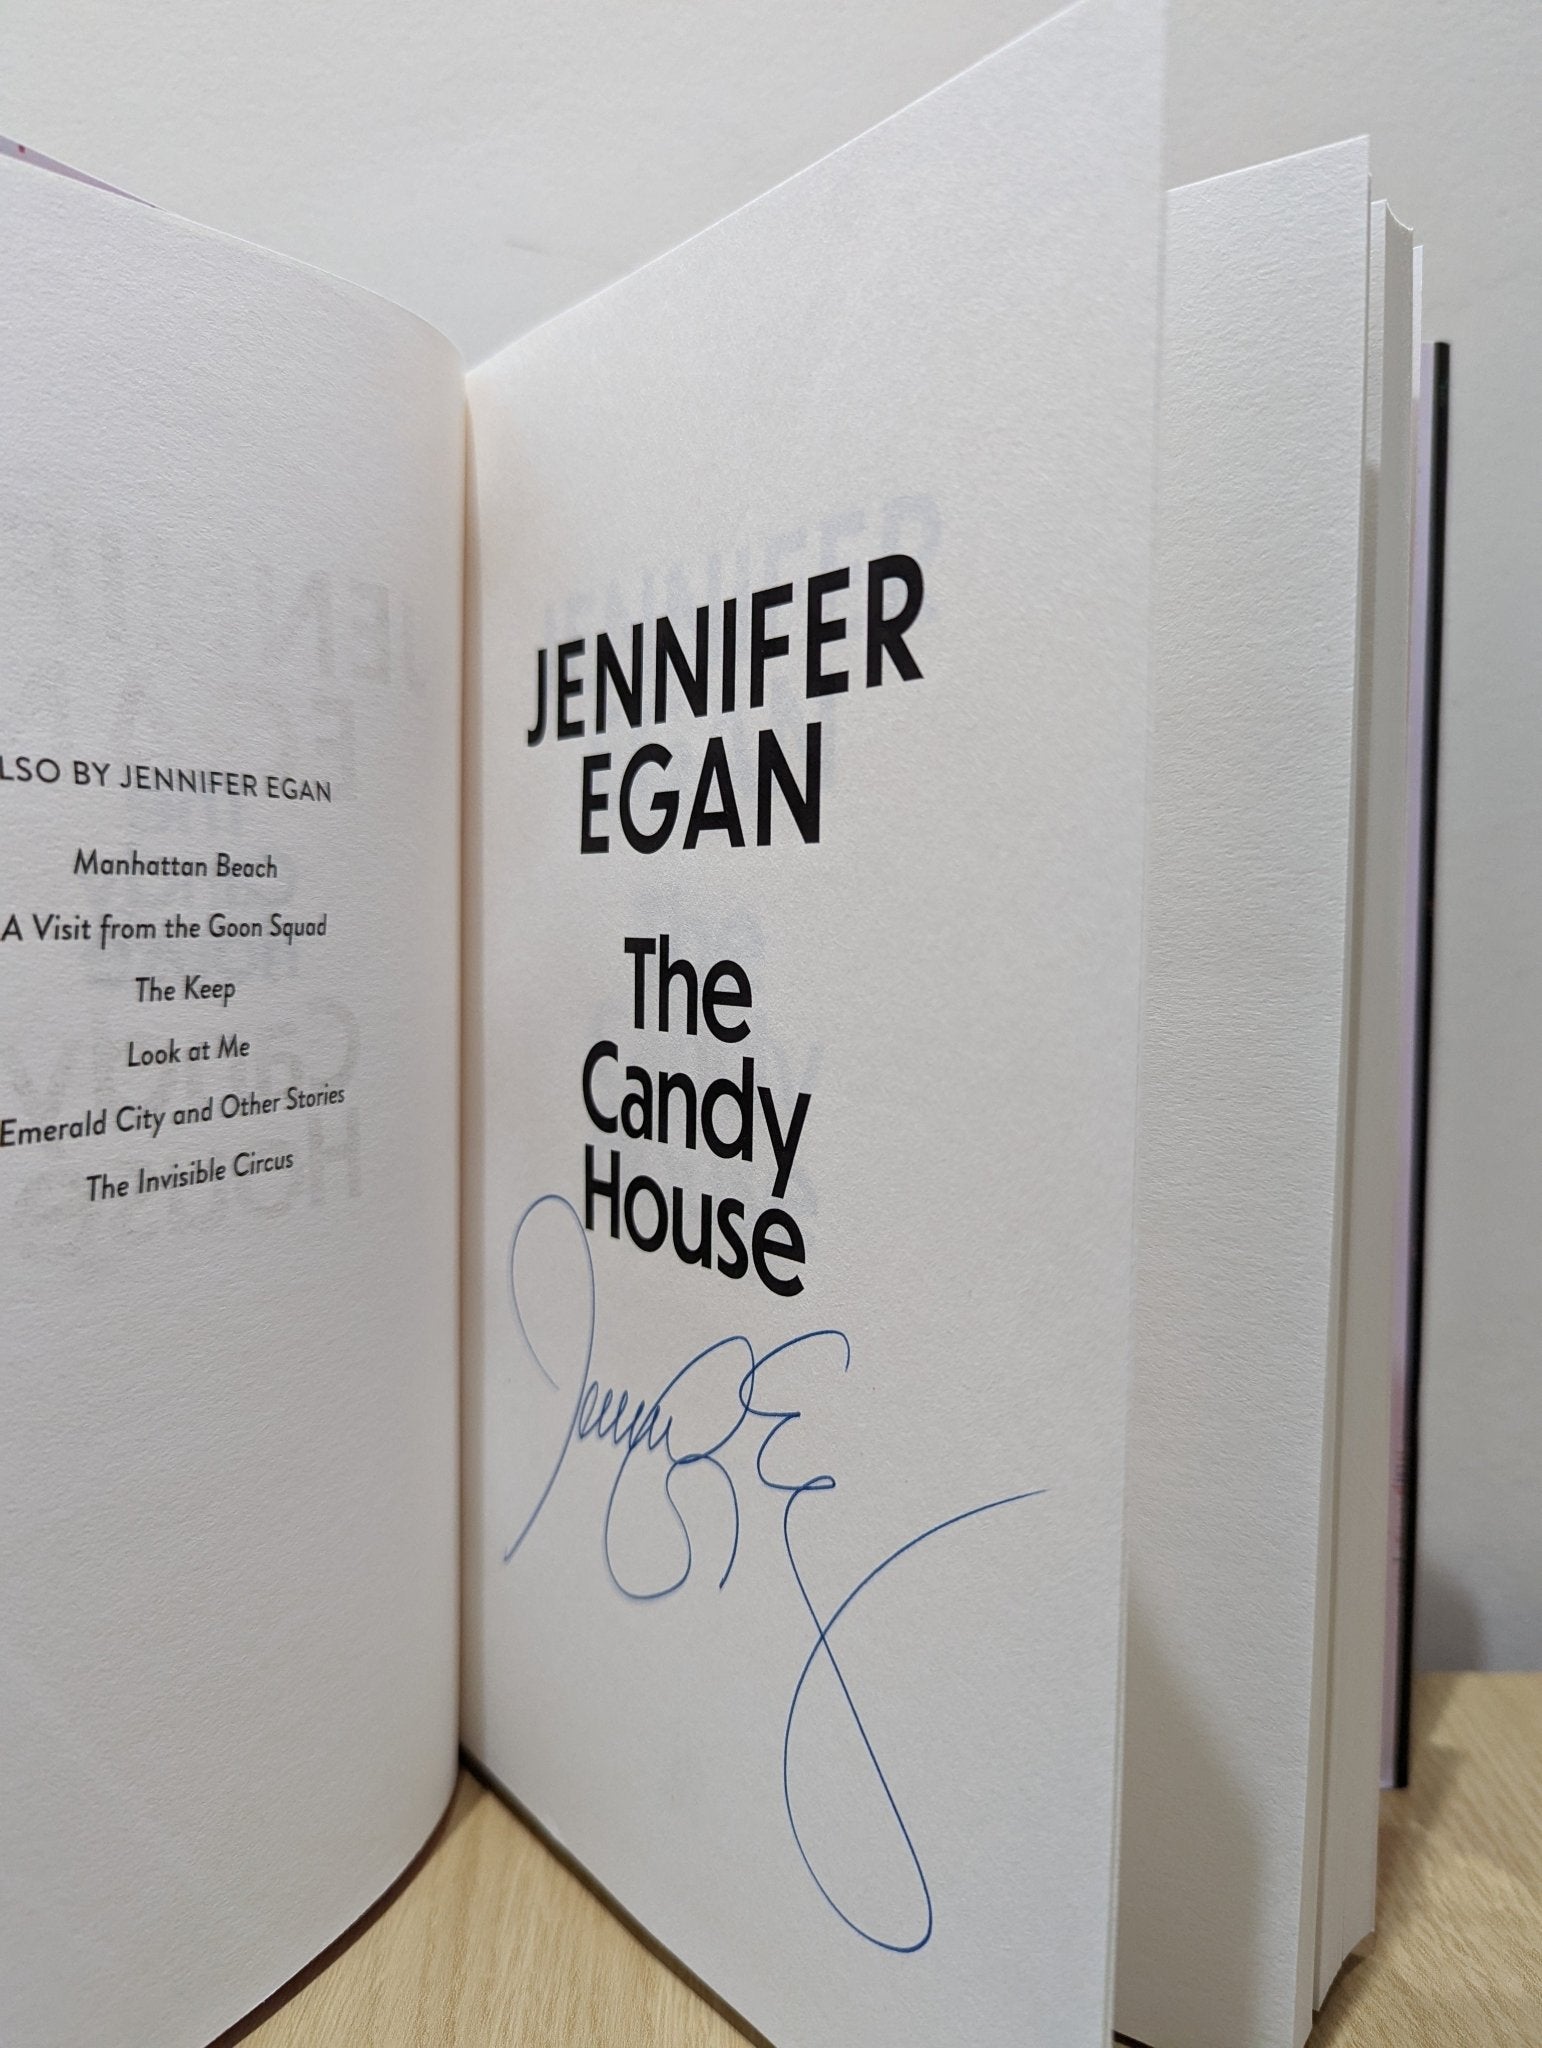 LSO BY JENNIFER EGAN
Manhattan Beach
A Visit from the Goon Squad
The Keep
Look at Me
Emerald City and Other Stories
The Invisible Circus
JENNIFER
EGAN
The
Candy
House